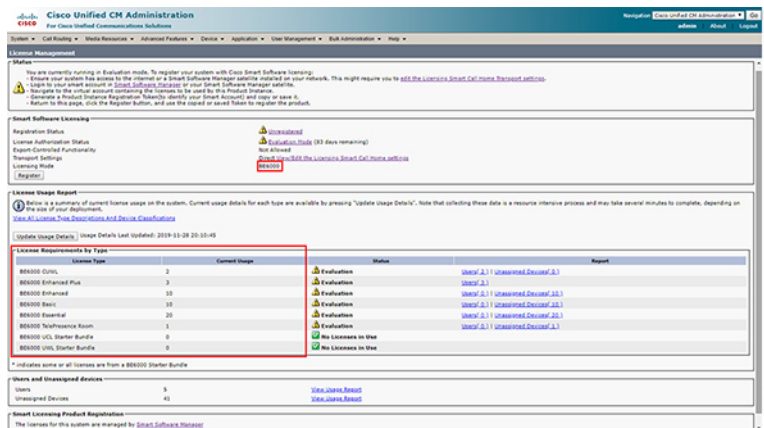 cisco
Cisco Unified CM Administration
For Cisco Unified Communications Solutions
Navigation Cisco Unified CM Administration Go
admin About Logout
System Call Routing Media Resources Advanced Features Device Application User Management Bulk Administration Help
License Management
Status
You are currently running in Evaluation mode. To register your system with Cisco Smart Software licensing:
- Ensure your system has access to the internet or a Smart Software Manager satellite installed on your network. This might require you to edit the Licensing Smart Call Home Transport settings.
- Login to your smart account in Smart Software Manager or your Smart Software Manager satellite.
- Navigate to the virtual account containing the licenses to be used by this Product Instance.
- Generate a Product Instance Registration Token(to identify your Smart Account) and copy or save it.
- Return to this page, click the Register button, and use the copied or saved Token to register the product.
Smart Software Licensing
Registration Status Unregistered
License Authorization Status Evaluation Mode (83 days remaining)
Export-Controlled Functionality Not Allowed
Transport Settings Direct View/Edit the Licensing Smart Call Home settings
Licensing Mode BE6000
Register
License Usage Report
Below is a summary of current license usage on the system. Current usage details for each type are available by pressing "Update Usage Details". Note that collecting these data is a resource intensive process and may take several minutes to complete, depending on
the size of your deployment.
View All License Type Descriptions And Device Classifications
Update Usage Details Usage Details Last Updated: 2019-11-28 20:10:45
License Requirements by Type
License Type Current Usage Status Report
BE6000 CUWL 2 Evaluation Users( 2 ) | Unassigned Devices( 0 )
BE6000 Enhanced Plus 3 Evaluation Users( 3 )
BE6000 Enhanced 10 Evaluation Users( 0 ) | Unassigned Devices( 10 )
BE6000 Basic 10 Evaluation Users( 0 ) | Unassigned Devices( 10 )
BE6000 Essential 20 Evaluation Users( 0 ) | Unassigned Devices( 20 )
BE6000 TelePresence Room 1 Evaluation Users( 0 ) | Unassigned Devices( 1 )
BE6000 UCL Starter Bundle 0 No Licenses in Use
BE6000 UWL Starter Bundle 0 No Licenses in Use
* indicates some or all licenses are from a BE6000 Starter Bundle
Users and Unassigned devices
Users 5 View Usage Report
Unassigned Devices 41 View Usage Report
Smart Licensing Product Registration
The licenses for this system are managed by Smart Software Manager